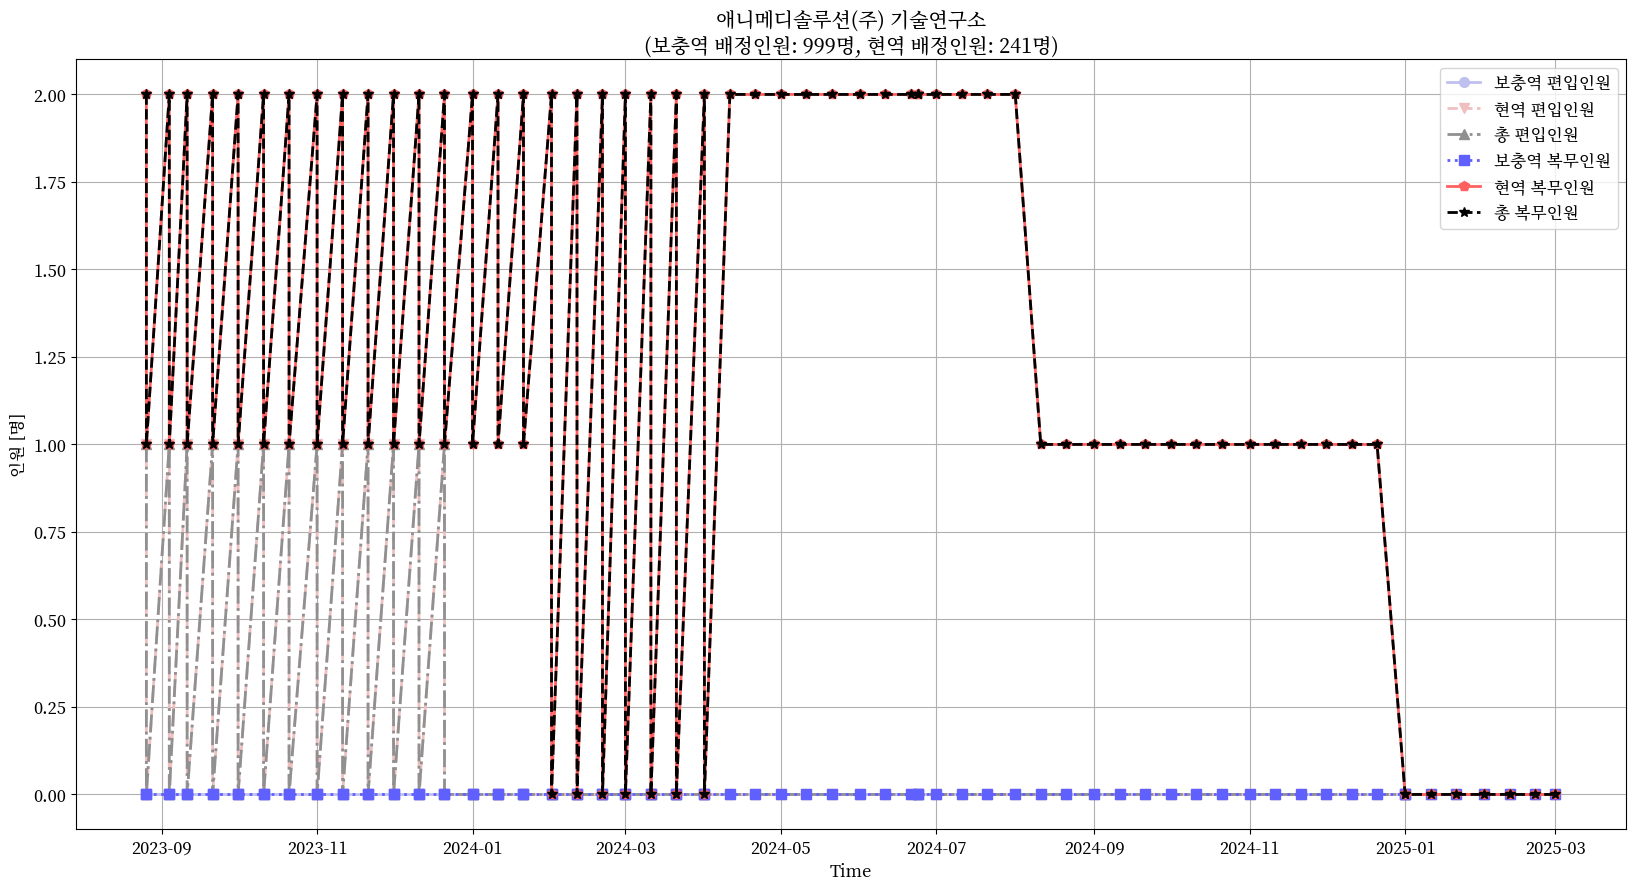 애니메디솔루션(주) 기술연구소
(보충역 배정인원: 999명, 현역 배정인원: 241명)
보충역 편입인원
현역 편입인원
총 편입인원
보충역 복무인원
현역 복무인원
총 복무인원
인원 [명]
2.00
1.75
1.50
1.25
1.00
0.75
0.50
0.25
0.00
2023-09
2023-11
2024-01
2024-03
2024-05
2024-07
2024-09
2024-11
2025-01
2025-03
Time